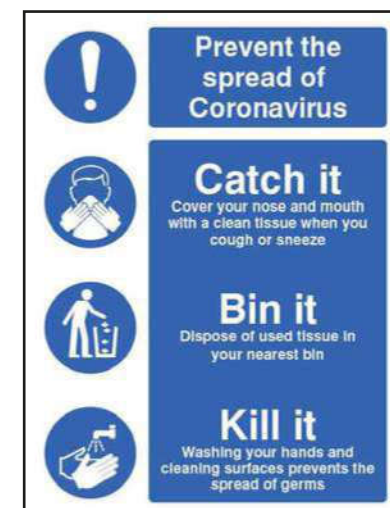 Prevent the
spread of
Coronavirus
Catch it
Cover your nose and mouth
with a clean tissue when you
cough or sneeze
Bin it
Dispose of used tissue in
your nearest bin
Kill it
Washing your hands and
cleaning surfaces prevents the
spread of germs